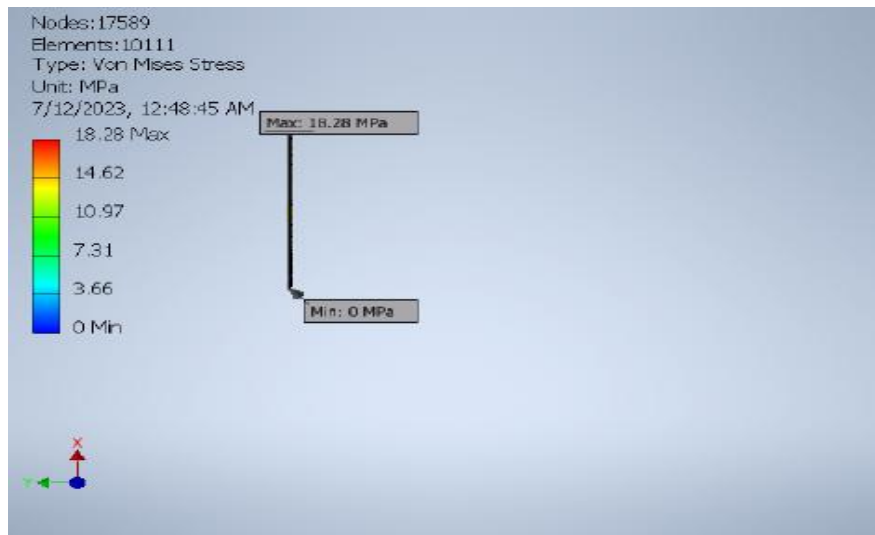 Nodes:17589
Elements:10111
Type: Von Mises Stress
Unit: MPa
7/12/2023, 12:48:45 AM
18.28 Max
14.62
10.97
7.31
3.66
0 Min
Max: 18.28 MPa
Min: 0 MPa
X
Y